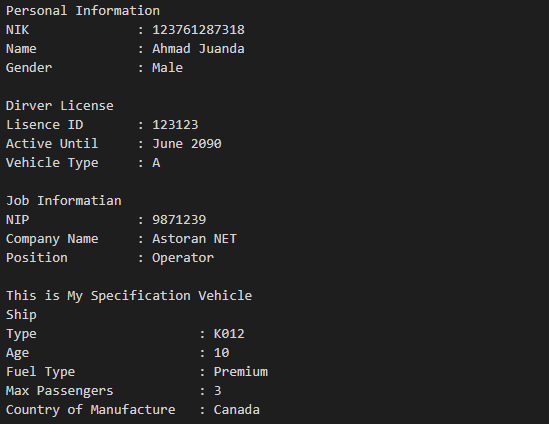 Personal Information
NIK : 123761287318
Name : Ahmad Juanda
Gender : Male
Dirver License
Lisence ID : 123123
Active Until : June 2090
Vehicle Type : A
Job Informatian
NIP : 9871239
Company Name : Astoran NET
Position : Operator
This is My Specification Vehicle
Ship
Type : K012
Age : 10
Fuel Type : Premium
Max Passengers : 3
Country of Manufacture : Canada